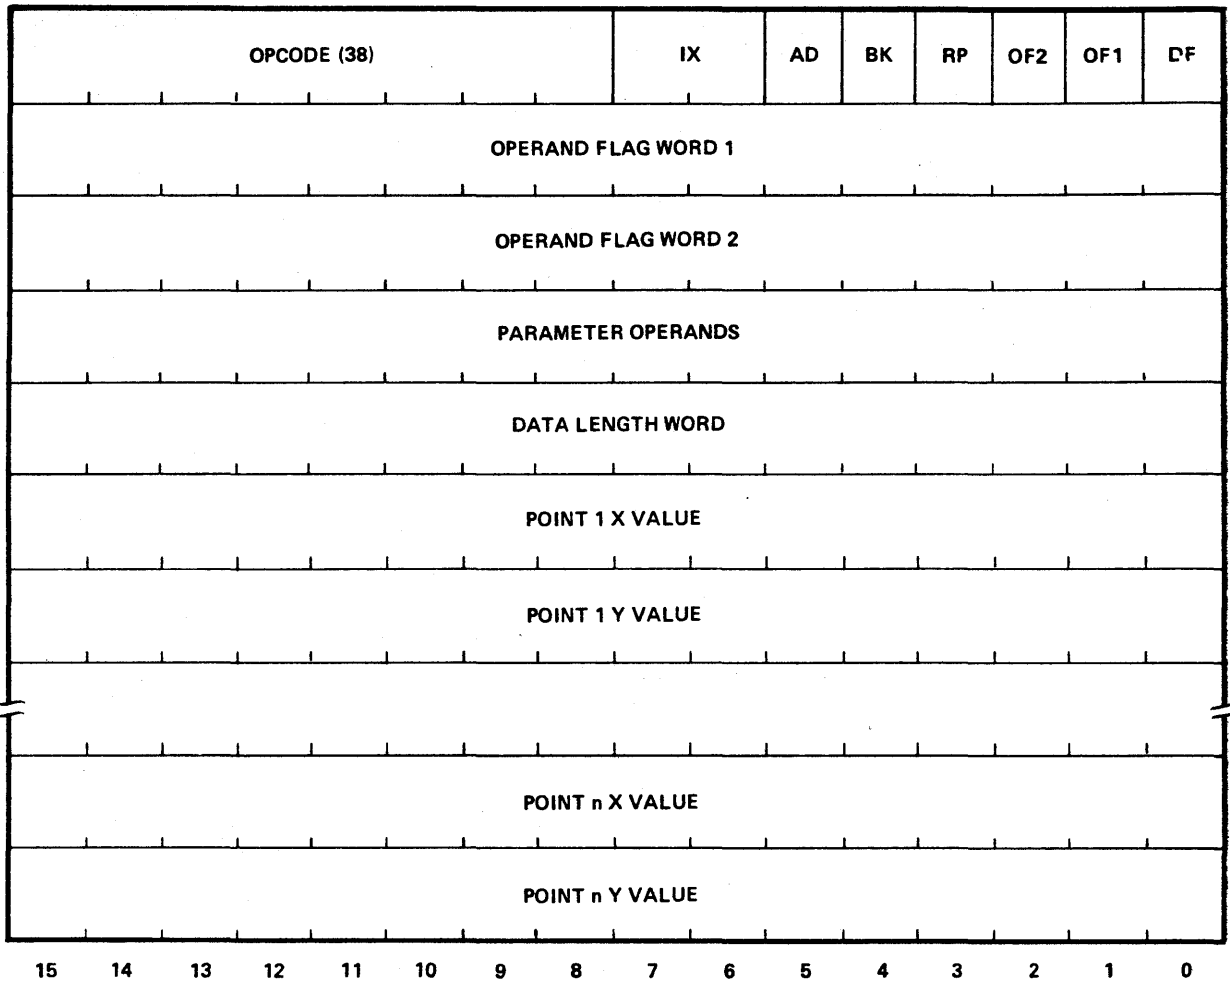 OPCODE (38) IX AD BK RP OF2 OF1 DF
OPERAND FLAG WORD 1
OPERAND FLAG WORD 2
PARAMETER OPERANDS
DATA LENGTH WORD
POINT 1 X VALUE
POINT 1 Y VALUE
POINT n X VALUE
POINT n Y VALUE
15 14 13 12 11 10 9 8 7 6 5 4 3 2 1 0